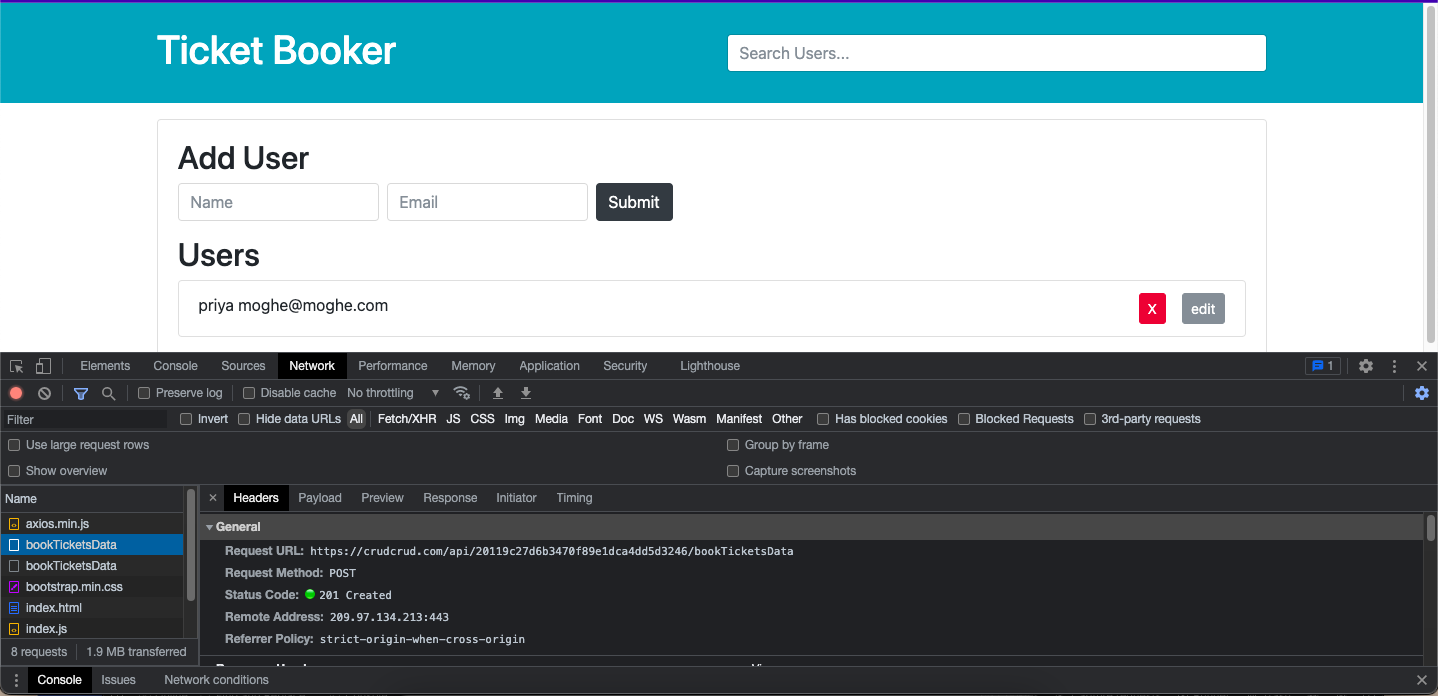 Ticket Booker
Search Users...
Add User
Name Email Submit
Users
priya moghe@moghe.com X edit
Elements Console Sources Network Performance Memory Application Security Lighthouse 1
Preserve log Disable cache No throttling
Filter Invert Hide data URLs All Fetch/XHR JS CSS Img Media Font Doc WS Wasm Manifest Other Has blocked cookies Blocked Requests 3rd-party requests
Use large request rows Group by frame
Show overview Capture screenshots
Name
axios.min.js
bookTicketsData
bookTicketsData
bootstrap.min.css
index.html
index.js
8 requests 1.9 MB transferred
Headers Payload Preview Response Initiator Timing
General
Request URL: https://crudcrud.com/api/20119c27d6b3470f89e1dca4dd5d3246/bookTicketsData
Request Method: POST
Status Code: 201 Created
Remote Address: 209.97.134.213:443
Referrer Policy: strict-origin-when-cross-origin
Console Issues Network conditions